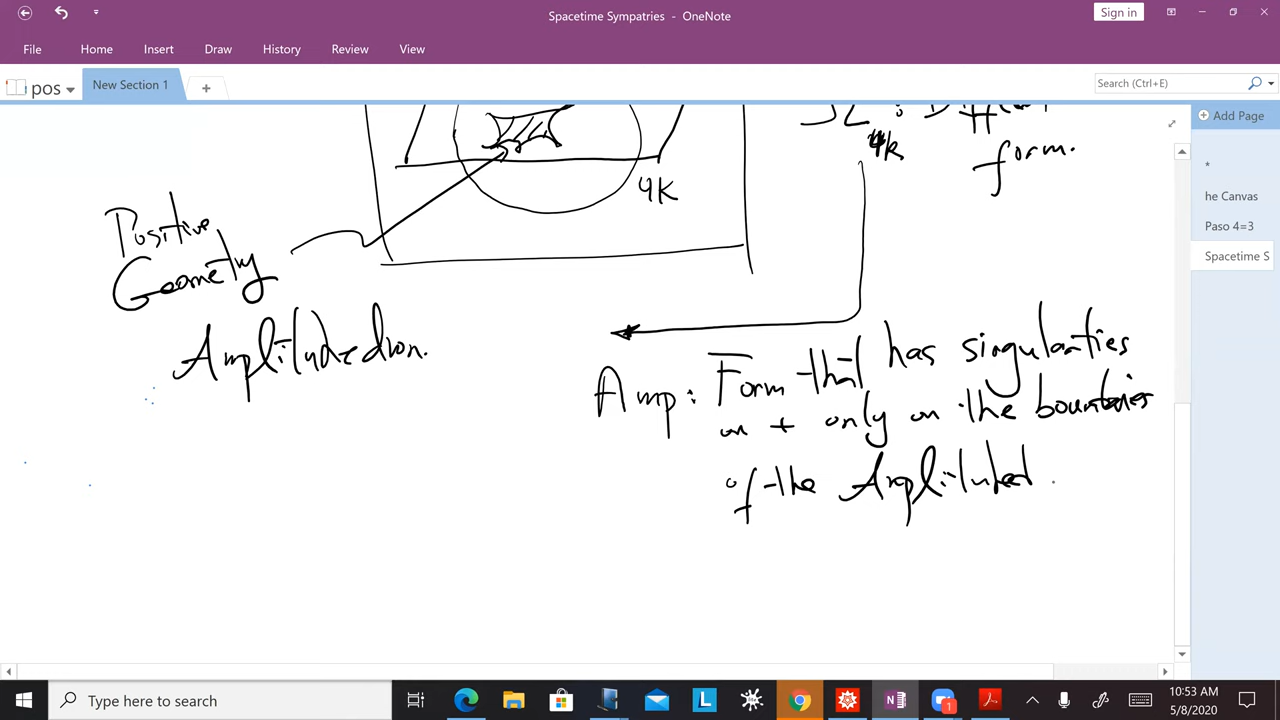 Spacetime Sympatries - OneNote
Sign in
File Home Insert Draw History Review View
pos
New Section 1
Search (Ctrl+E)
Add Page
*
he Canvas
Paso 4=3
Spacetime S
4k
form.
4K
Positive
Geometry
Amplituhedron.
Amp: Form that has singularities
on + only on the boundaries
of the Amplituhed
Type here to search
1
10:53 AM
5/8/2020